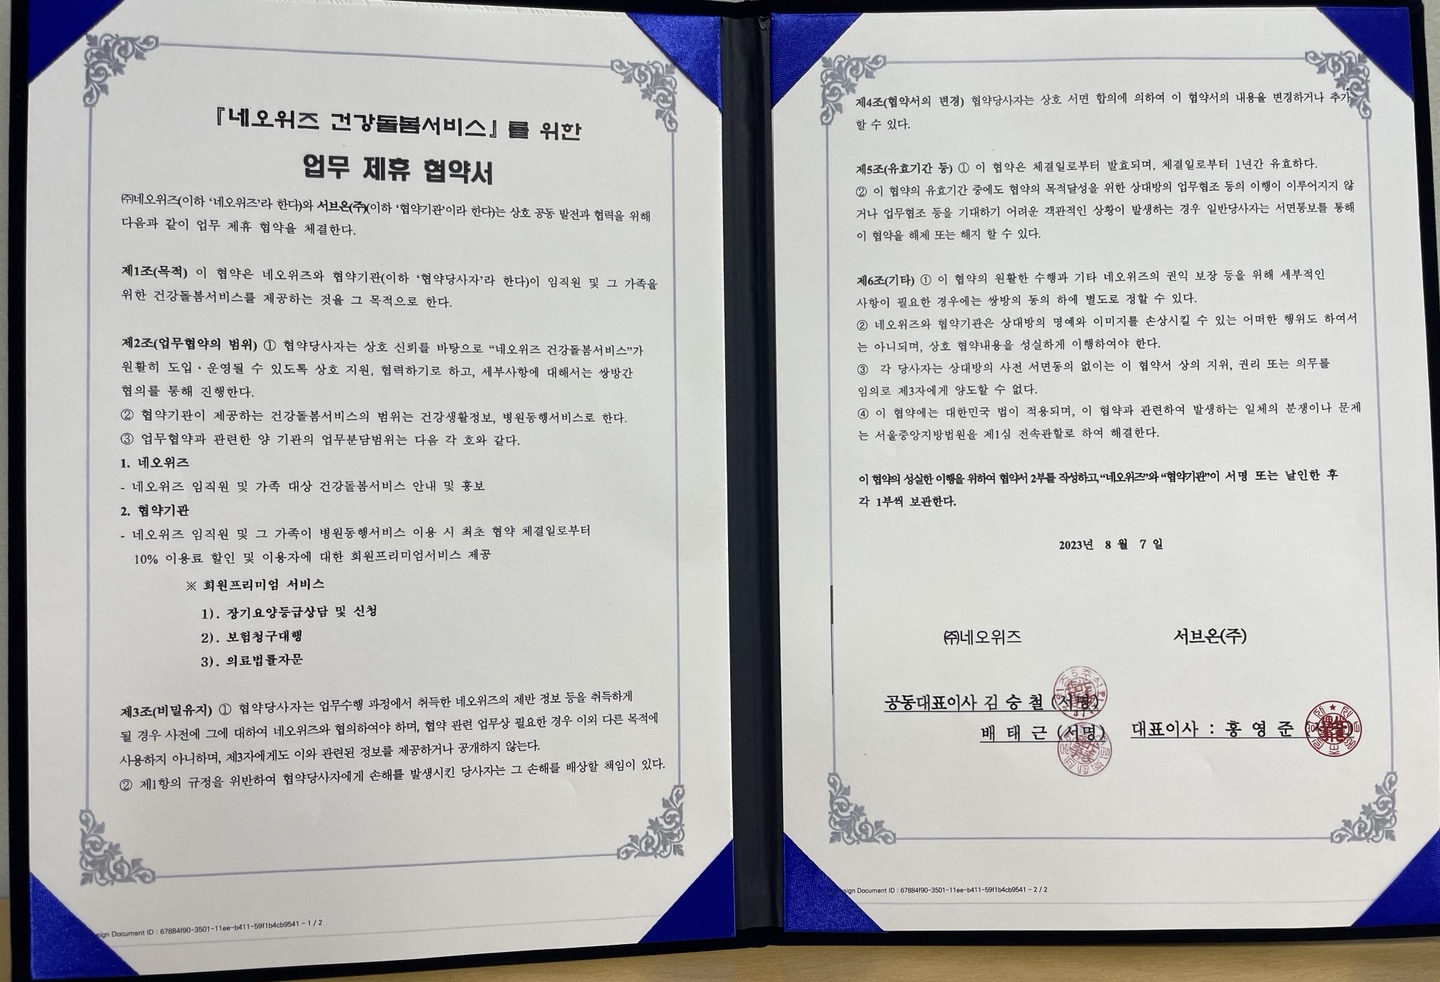 『네오위즈 건강돌봄서비스』를 위한
업무 제휴 협약서
㈜네오위즈(이하 ‘네오위즈’라 한다)와 서브온(주)(이하 ‘협약기관’이라 한다)는 상호 공동 발전과 협력을 위해
다음과 같이 업무 제휴 협약을 체결한다.
제1조(목적) 이 협약은 네오위즈와 협약기관(이하 ‘협약당사자’라 한다)이 임직원 및 그 가족을
위한 건강돌봄서비스를 제공하는 것을 그 목적으로 한다.
제2조(업무협약의 범위) ① 협약당사자는 상호 신뢰를 바탕으로 “네오위즈 건강돌봄서비스”가
원활히 도입·운영될 수 있도록 상호 지원, 협력하기로 하고, 세부사항에 대해서는 쌍방간
협의를 통해 진행한다.
② 협약기관이 제공하는 건강돌봄서비스의 범위는 건강생활정보, 병원동행서비스로 한다.
③ 업무협약과 관련한 양 기관의 업무분담범위는 다음 각 호와 같다.
1. 네오위즈
- 네오위즈 임직원 및 가족 대상 건강돌봄서비스 안내 및 홍보
2. 협약기관
- 네오위즈 임직원 및 그 가족이 병원동행서비스 이용 시 최초 협약 체결일로부터
10% 이용료 할인 및 이용자에 대한 회원프리미엄서비스 제공
※ 회원프리미엄 서비스
1). 장기요양등급상담 및 신청
2). 보험청구대행
3). 의료법률자문
제3조(비밀유지) ① 협약당사자는 업무수행 과정에서 취득한 네오위즈의 제반 정보 등을 취득하게
될 경우 사전에 그에 대하여 네오위즈와 협의하여야 하며, 협약 관련 업무상 필요한 경우 이외 다른 목적에
사용하지 아니하며, 제3자에게도 이와 관련된 정보를 제공하거나 공개하지 않는다.
② 제1항의 규정을 위반하여 협약당사자에게 손해를 발생시킨 당사자는 그 손해를 배상할 책임이 있다.
sign Document ID : 67884f90-3501-11ee-b411-59f1b4cb9541 - 1 / 2
제4조(협약서의 변경) 협약당사자는 상호 서면 합의에 의하여 이 협약서의 내용을 변경하거나 추가
할 수 있다.
제5조(유효기간 등) ① 이 협약은 체결일로부터 발효되며, 체결일로부터 1년간 유효하다.
② 이 협약의 유효기간 중에도 협약의 목적달성을 위한 상대방의 업무협조 등의 이행이 이루어지지 않
거나 업무협조 등을 기대하기 어려운 객관적인 상황이 발생하는 경우 일반당사자는 서면통보를 통해
이 협약을 해제 또는 해지 할 수 있다.
제6조(기타) ① 이 협약의 원활한 수행과 기타 네오위즈의 권익 보장 등을 위해 세부적인
사항이 필요한 경우에는 쌍방의 동의 하에 별도로 정할 수 있다.
② 네오위즈와 협약기관은 상대방의 명예와 이미지를 손상시킬 수 있는 어떠한 행위도 하여서
는 아니되며, 상호 협약내용을 성실하게 이행하여야 한다.
③ 각 당사자는 상대방의 사전 서면동의 없이는 이 협약서 상의 지위, 권리 또는 의무를
임의로 제3자에게 양도할 수 없다.
④ 이 협약에는 대한민국 법이 적용되며, 이 협약과 관련하여 발생하는 일체의 분쟁이나 문제
는 서울중앙지방법원을 제1심 전속관할로 하여 해결한다.
이 협약의 성실한 이행을 위하여 협약서 2부를 작성하고, “네오위즈”와 “협약기관”이 서명 또는 날인한 후
각 1부씩 보관한다.
2023년 8 월 7 일
㈜네오위즈 서브온(주)
공동대표이사 김 승 철 (서명)
배 태 근 (서명) 대표이사 : 홍 영 준
sign Document ID : 67884f90-3501-11ee-b411-59f1b4cb9541 - 2 / 2